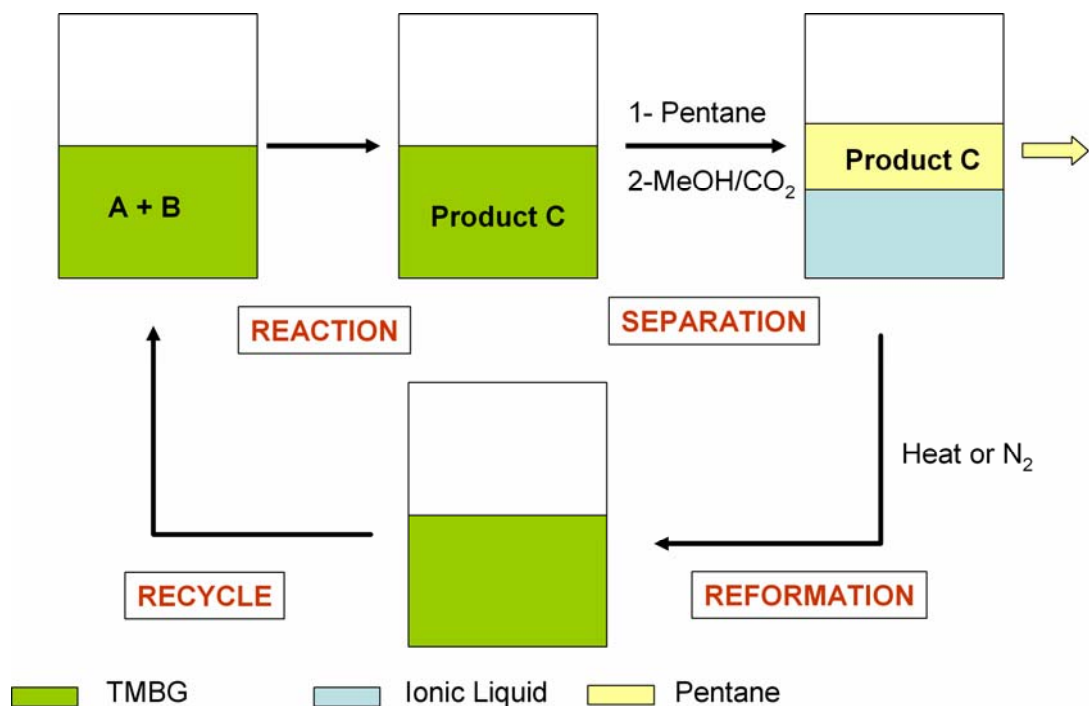 A + B
Product C
1- Pentane
2-MeOH/CO₂
Product C
REACTION
SEPARATION
Heat or N₂
RECYCLE
REFORMATION
TMBG
Ionic Liquid
Pentane